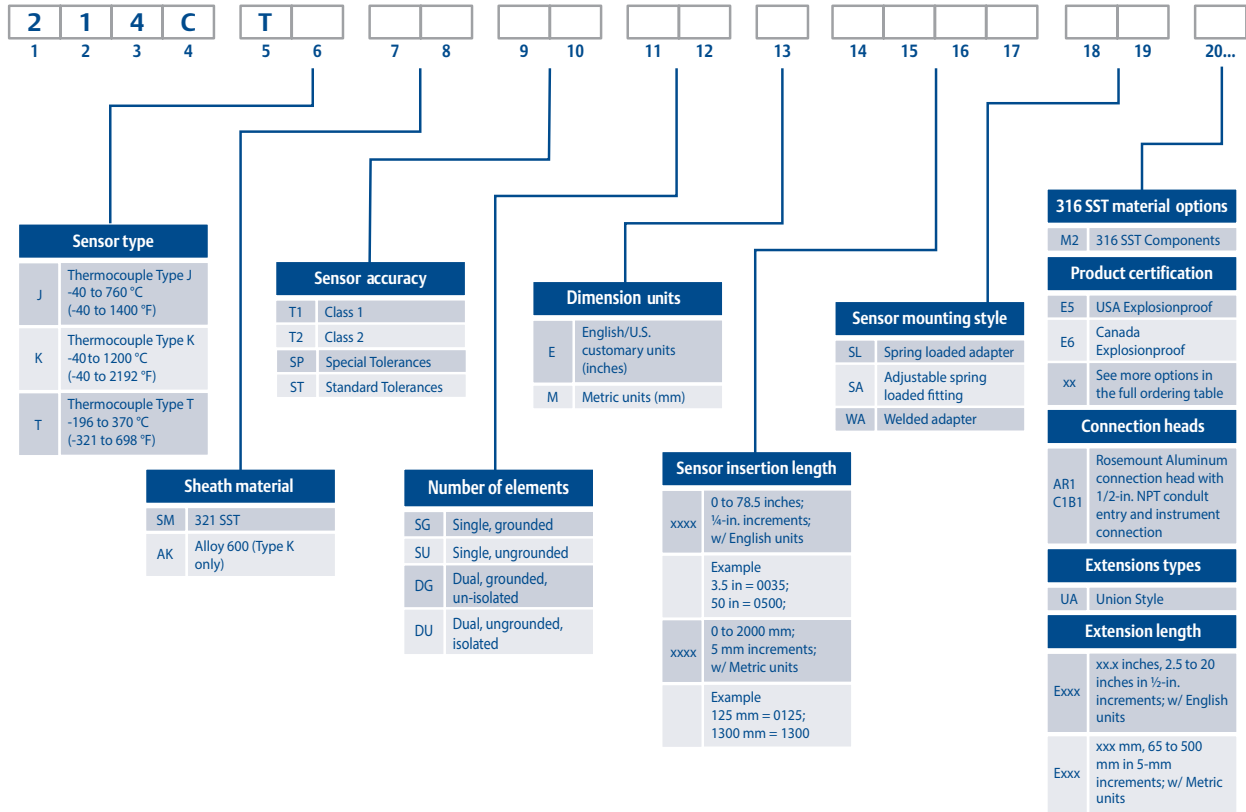 2 1 4 C T
1 2 3 4 5 6 7 8 9 10 11 12 13 14 15 16 17 18 19 20...
Sensor type
J
Thermocouple Type J
-40 to 760 °C
(-40 to 1400 °F)
K
Thermocouple Type K
-40 to 1200 °C
(-40 to 2192 °F)
T
Thermocouple Type T
-196 to 370 °C
(-321 to 698 °F)
Sheath material
SM 321 SST
AK Alloy 600 (Type K
only)
Sensor accuracy
T1 Class 1
T2 Class 2
SP Special Tolerances
ST Standard Tolerances
Number of elements
SG Single, grounded
SU Single, ungrounded
DG Dual, grounded,
un-isolated
DU Dual, ungrounded,
isolated
Dimension units
E
English/U.S.
customary units
(inches)
M Metric units (mm)
Sensor insertion length
xxxx
0 to 78.5 inches;
¼-in. increments;
w/ English units
Example
3.5 in = 0035;
50 in = 0500;
xxxx
0 to 2000 mm;
5 mm increments;
w/ Metric units
Example
125 mm = 0125;
1300 mm = 1300
Sensor mounting style
SL Spring loaded adapter
SA Adjustable spring
loaded fitting
WA Welded adapter
316 SST material options
M2 316 SST Components
Product certification
E5 USA Explosionproof
E6 Canada
Explosionproof
xx See more options in
the full ordering table
Connection heads
AR1
C1B1
Rosemount Aluminum
connection head with
1/2-in. NPT condult
entry and instrument
connection
Extensions types
UA Union Style
Extension length
Exxx
xx.x inches, 2.5 to 20
inches in ½-in.
increments; w/ English
units
Exxx
xxx mm, 65 to 500
mm in 5-mm
increments; w/ Metric
units